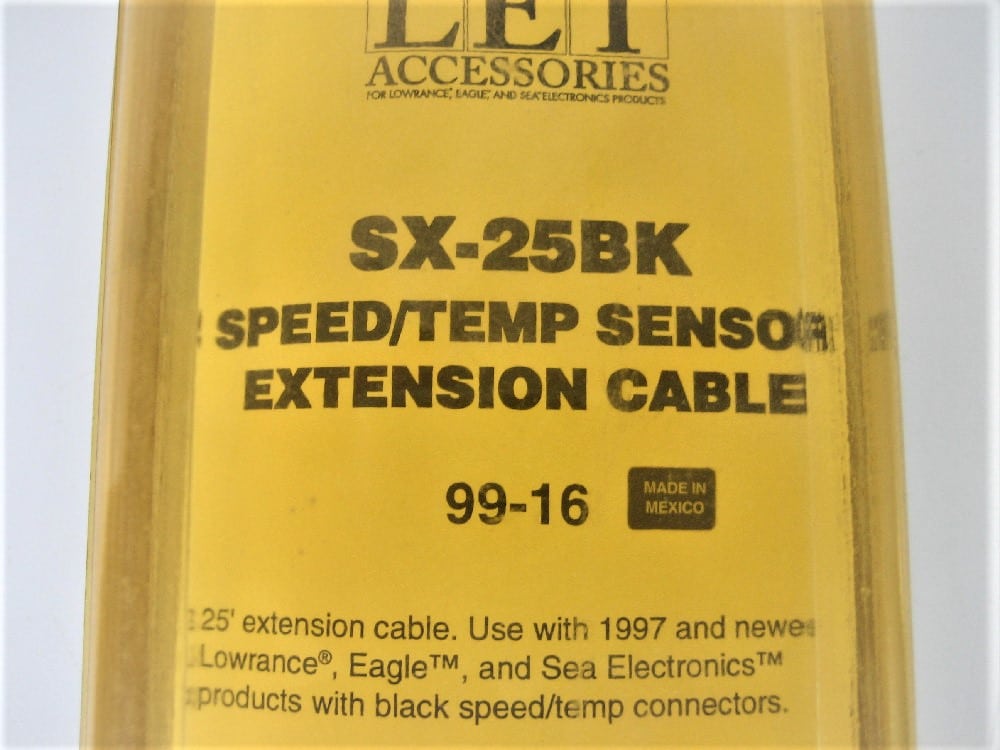 LEI
ACCESSORIES
FOR LOWRANCE, EAGLE, AND SEA ELECTRONICS PRODUCTS
SX-25BK
SPEED/TEMP SENSOR
EXTENSION CABLE
99-16
MADE IN
MEXICO
25' extension cable. Use with 1997 and newer
Lowrance®, Eagle™, and Sea Electronics™
products with black speed/temp connectors.